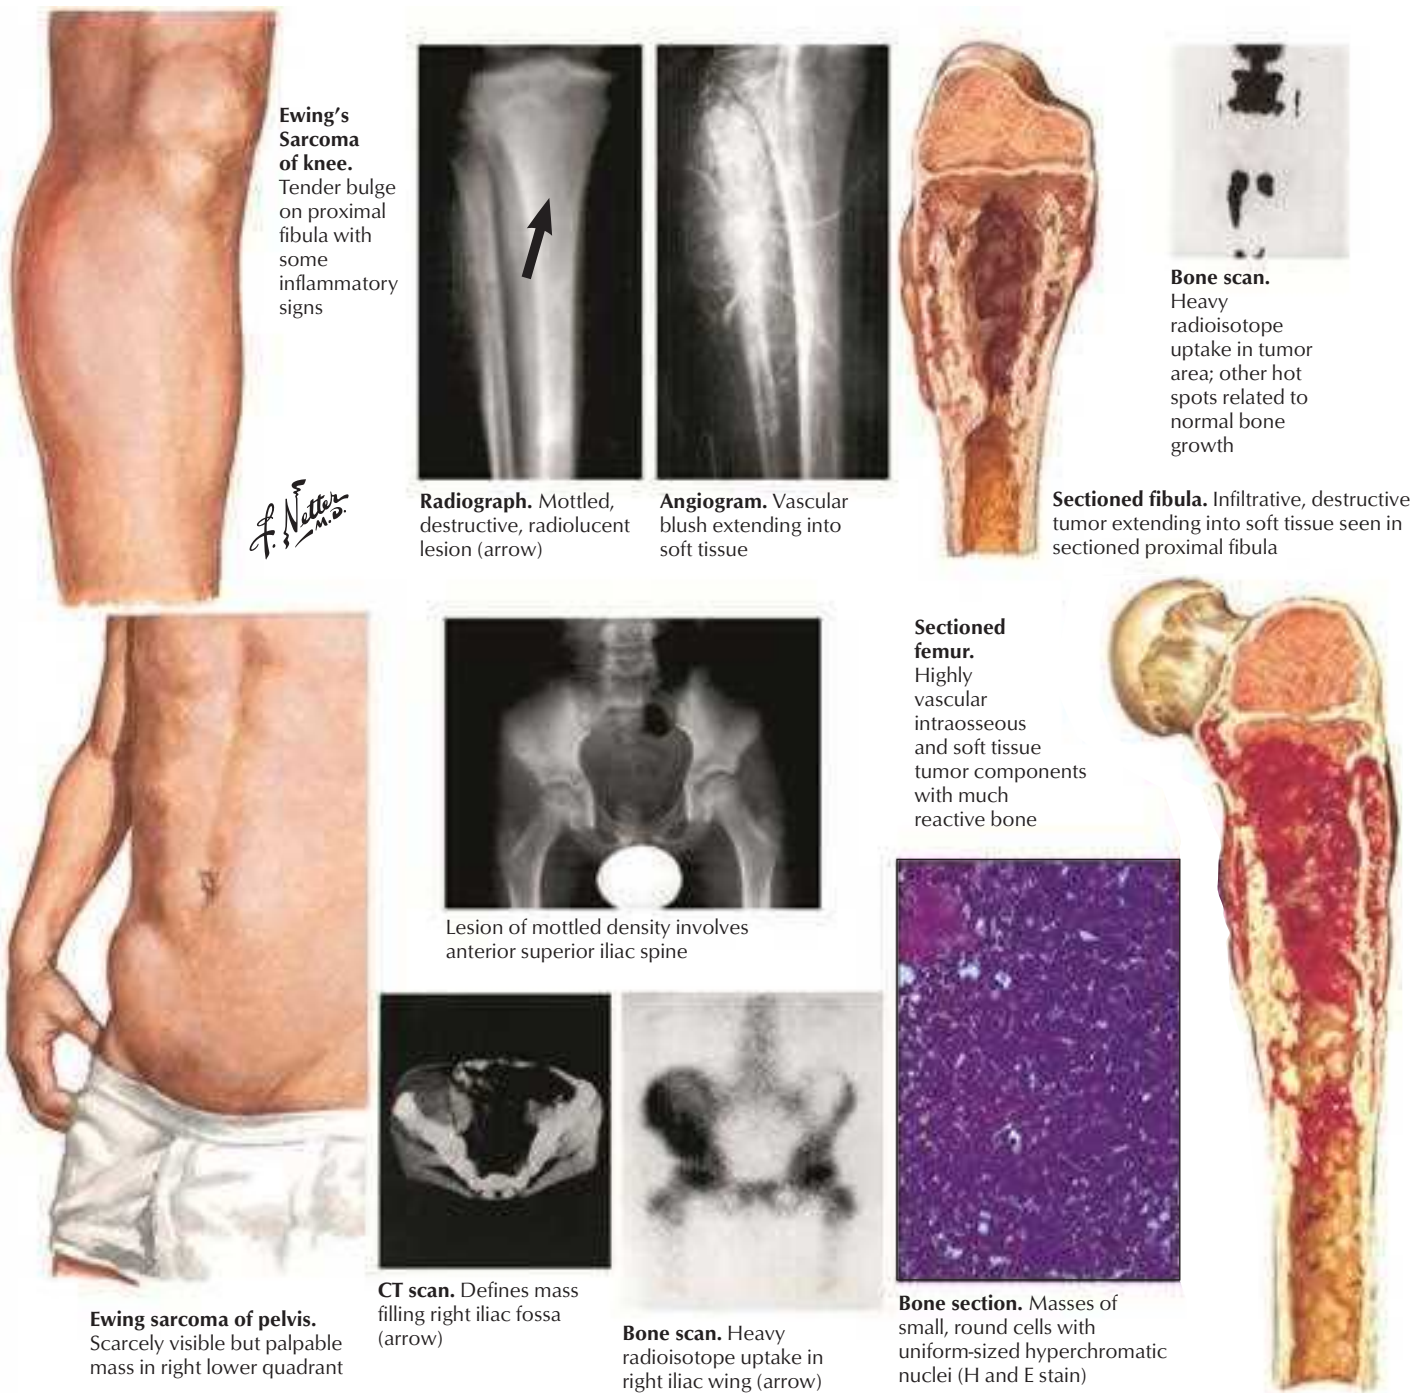 Ewing's
Sarcoma
of knee.
Tender bulge
on proximal
fibula with
some
inflammatory
signs
F. Netter
M.D.
Radiograph. Mottled,
destructive, radiolucent
lesion (arrow)
Angiogram. Vascular
blush extending into
soft tissue
Bone scan.
Heavy
radioisotope
uptake in tumor
area; other hot
spots related to
normal bone
growth
Sectioned fibula. Infiltrative, destructive
tumor extending into soft tissue seen in
sectioned proximal fibula
Lesion of mottled density involves
anterior superior iliac spine
Sectioned
femur.
Highly
vascular
intraosseous
and soft tissue
tumor components
with much
reactive bone
Ewing sarcoma of pelvis.
Scarcely visible but palpable
mass in right lower quadrant
CT scan. Defines mass
filling right iliac fossa
(arrow)
Bone scan. Heavy
radioisotope uptake in
right iliac wing (arrow)
Bone section. Masses of
small, round cells with
uniform-sized hyperchromatic
nuclei (H and E stain)